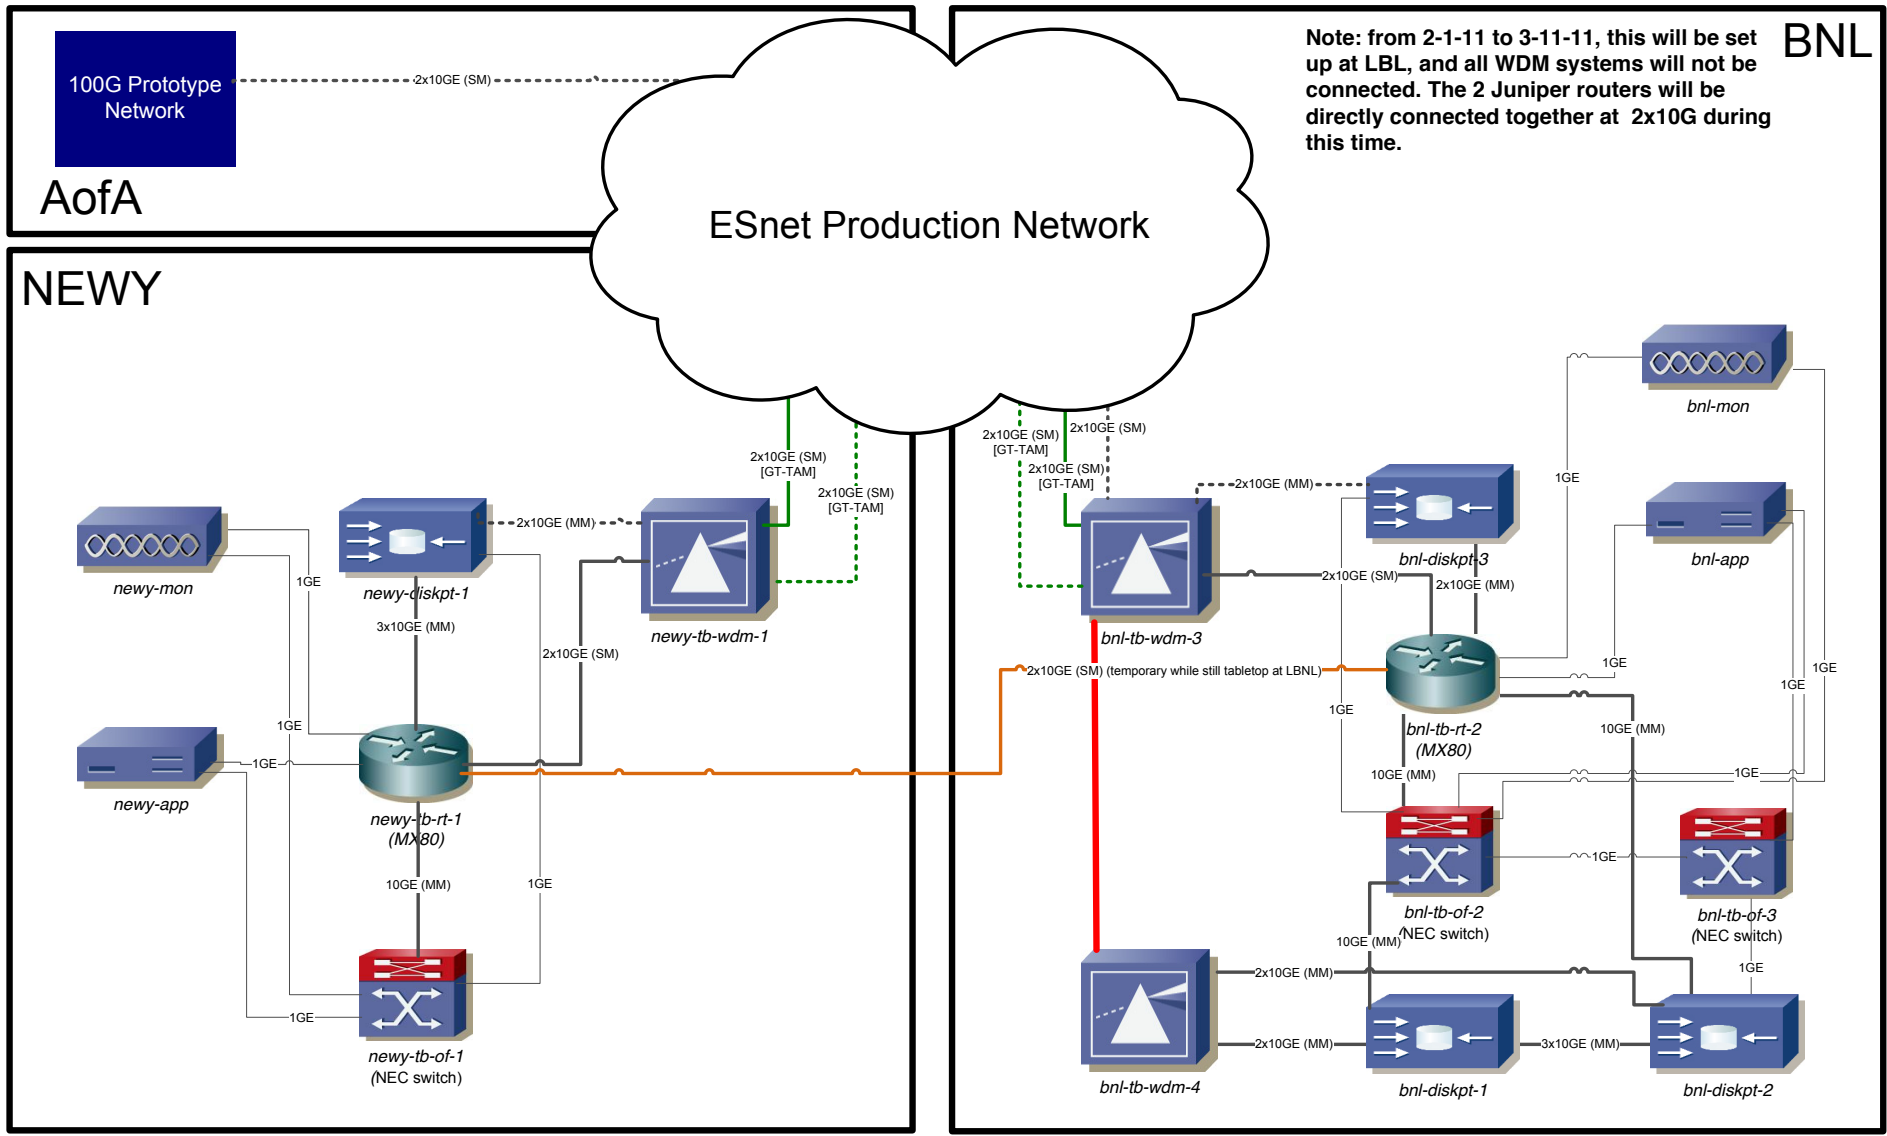 BNL
Note: from 2-1-11 to 3-11-11, this will be set
up at LBL, and all WDM systems will not be
connected. The 2 Juniper routers will be
directly connected together at 2x10G during
this time.
100G Prototype
Network
2x10GE (SM)
AofA
ESnet Production Network
NEWY
2x10GE (SM)
[GT-TAM]
2x10GE (SM)
[GT-TAM]
2x10GE (MM)
newy-mon
newy-diskpt-1
newy-tb-wdm-1
1GE
3x10GE (MM)
2x10GE (SM)
1GE
1GE
newy-app
newy-tb-rt-1
(MX80)
10GE (MM)
1GE
1GE
newy-tb-of-1
(NEC switch)
2x10GE (SM)
[GT-TAM]
2x10GE (SM)
2x10GE (SM)
[GT-TAM]
2x10GE (MM)
bnl-mon
1GE
bnl-diskpt-3
bnl-app
2x10GE (SM)
2x10GE (MM)
bnl-tb-wdm-3
2x10GE (SM) (temporary while still tabletop at LBNL)
1GE
1GE
1GE
1GE
bnl-tb-rt-2
(MX80)
10GE (MM)
10GE (MM)
1GE
1GE
bnl-tb-of-2
(NEC switch)
bnl-tb-of-3
(NEC switch)
10GE (MM)
1GE
2x10GE (MM)
2x10GE (MM)
3x10GE (MM)
bnl-tb-wdm-4
bnl-diskpt-1
bnl-diskpt-2